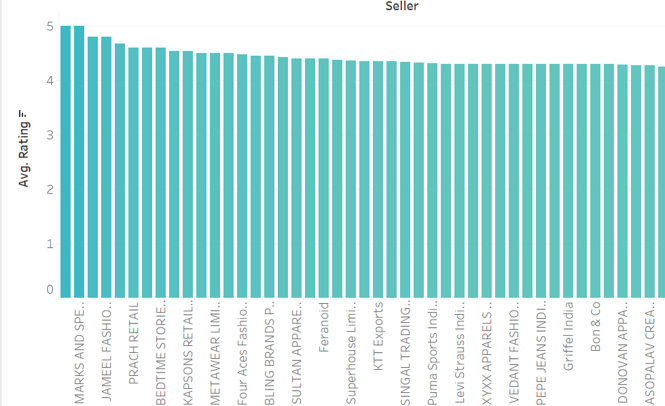 Seller
Avg. Rating
5
4
3
2
1
0
MARKS AND SPE..
JAMEEL FASHIO..
PRACH RETAIL
BEDTIME STORIE..
KAPSONS RETAIL..
METAWEAR LIMI..
Four Aces Fashio..
BLING BRANDS P..
SULTAN APPARE..
Feranoid
Superhouse Limi..
KTT Exports
SINGAL TRADING..
Puma Sports Indi..
Levi Strauss Indi..
XYXX APPARELS ..
VEDANT FASHIO..
PEPE JEANS INDI..
Griffel India
Bon & Co
DONOVAN APPA..
ASOPALAV CREA..